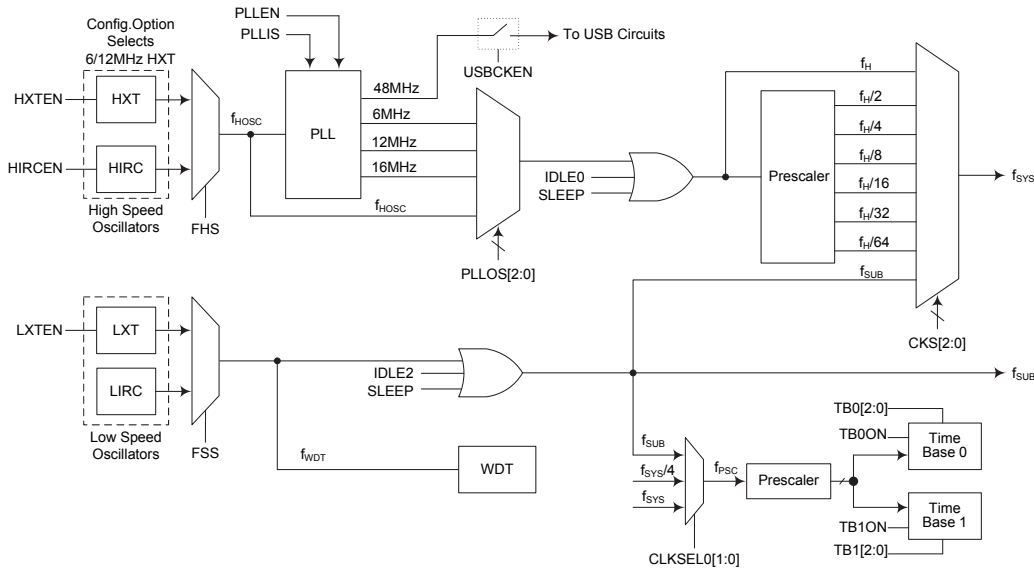 Config.Option
Selects
6/12MHz HXT
HXTEN
HXT
HIRCEN
HIRC
High Speed
Oscillators
FHS
fHOSC
PLLEN
PLLIS
PLL
48MHz
6MHz
12MHz
16MHz
fHOSC
USBCKEN
To USB Circuits
PLLOS[2:0]
IDLE0
SLEEP
Prescaler
fH
fH/2
fH/4
fH/8
fH/16
fH/32
fH/64
fSUB
CKS[2:0]
fSYS
LXTEN
LXT
LIRC
Low Speed
Oscillators
FSS
IDLE2
SLEEP
fSUB
fWDT
WDT
fSUB
fSYS/4
fSYS
CLKSEL0[1:0]
fPSC
Prescaler
TB0[2:0]
TB0ON
Time
Base 0
TB1ON
TB1[2:0]
Time
Base 1